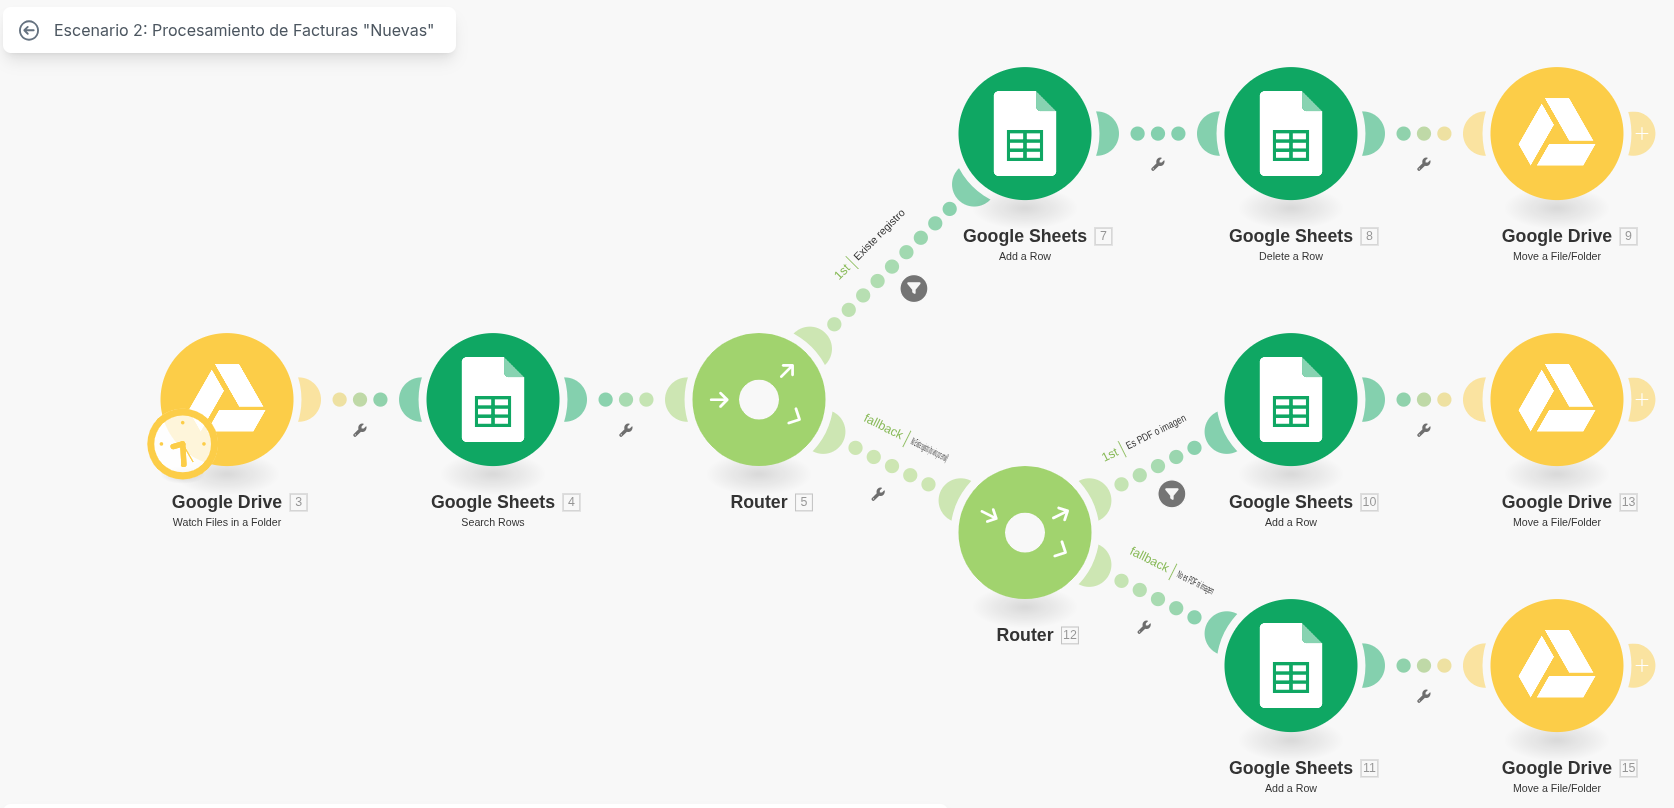 Escenario 2: Procesamiento de Facturas "Nuevas"
Google Sheets 7
Add a Row
Google Sheets 8
Delete a Row
Google Drive 9
Move a File/Folder
1st | Existe registro
Google Drive 3
Watch Files in a Folder
Google Sheets 4
Search Rows
Router 5
fallback |
1st | Es PDF o imagen
Google Sheets 10
Add a Row
Google Drive 13
Move a File/Folder
Router 12
fallback |
Google Sheets 11
Add a Row
Google Drive 15
Move a File/Folder